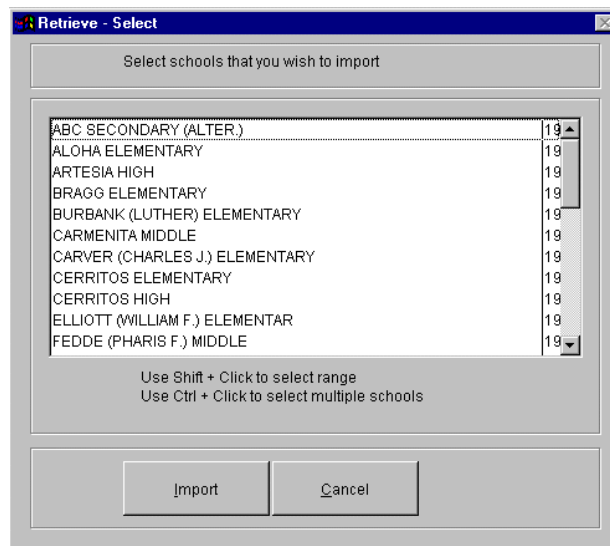 Retrieve - Select
Select schools that you wish to import
ABC SECONDARY (ALTER.) 19
ALOHA ELEMENTARY 19
ARTESIA HIGH 19
BRAGG ELEMENTARY 19
BURBANK (LUTHER) ELEMENTARY 19
CARMENITA MIDDLE 19
CARVER (CHARLES J.) ELEMENTARY 19
CERRITOS ELEMENTARY 19
CERRITOS HIGH 19
ELLIOTT (WILLIAM F.) ELEMENTAR 19
FEDDE (PHARIS F.) MIDDLE 19
Use Shift + Click to select range
Use Ctrl + Click to select multiple schools
Import Cancel